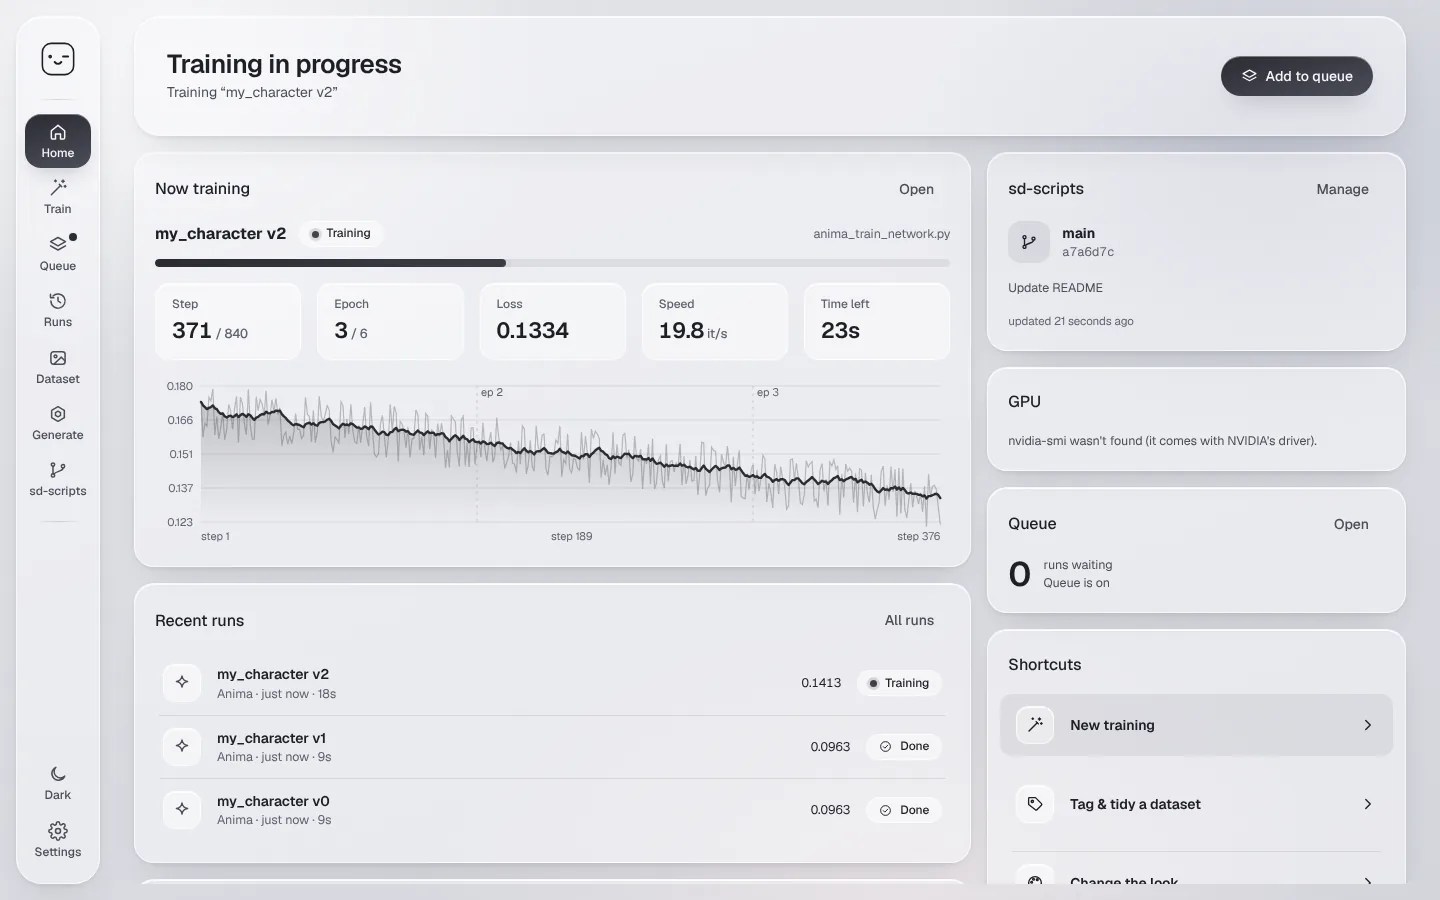 Home
Train
Queue
Runs
Dataset
Generate
sd-scripts
Dark
Settings
Training in progress
Training “my_character v2”
Add to queue
Now training
Open
my_character v2
Training
anima_train_network.py
Step
371 / 840
Epoch
3 / 6
Loss
0.1334
Speed
19.8 it/s
Time left
23s
0.180
0.166
0.151
0.137
0.123
ep 2
ep 3
step 1
step 189
step 376
Recent runs
All runs
my_character v2
Anima · just now · 18s
0.1413
Training
my_character v1
Anima · just now · 9s
0.0963
Done
my_character v0
Anima · just now · 9s
0.0963
Done
sd-scripts
Manage
main
a7a6d7c
Update README
updated 21 seconds ago
GPU
nvidia-smi wasn't found (it comes with NVIDIA's driver).
Queue
Open
0
runs waiting
Queue is on
Shortcuts
New training
Tag & tidy a dataset
Change the look